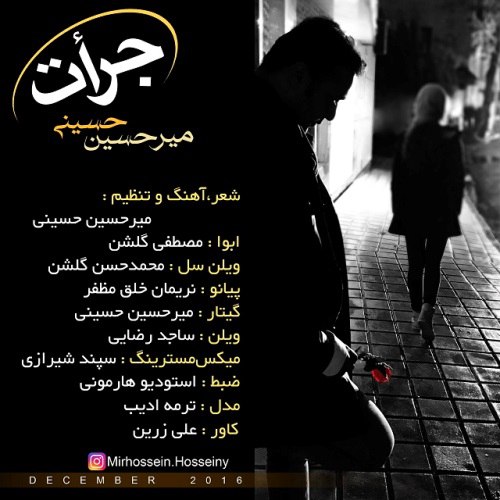 جرأت
میرحسین حسینی
شعر،آهنگ و تنظیم :
میرحسین حسینی
ابوا : مصطفی گلشن
ویلن سل : محمدحسن گلشن
پیانو : نریمان خلق مظفر
گیتار : میرحسین حسینی
ویلن : ساجد رضایی
میکس‌مسترینگ : سپند شیرازی
ضبط : استودیو هارمونی
مدل : ترمه ادیب
کاور : علی زرین
Mirhossein.Hosseiny
DECEMBER 2016